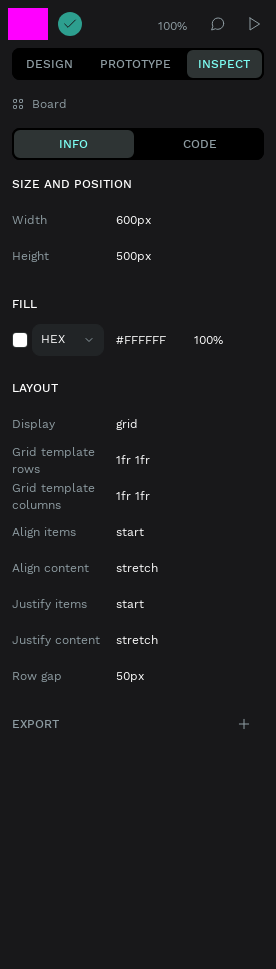 100%
DESIGN PROTOTYPE INSPECT
Board
INFO CODE
SIZE AND POSITION
Width 600px
Height 500px
FILL
HEX #FFFFFF 100%
LAYOUT
Display grid
Grid template
rows 1fr 1fr
Grid template
columns 1fr 1fr
Align items start
Align content stretch
Justify items start
Justify content stretch
Row gap 50px
EXPORT